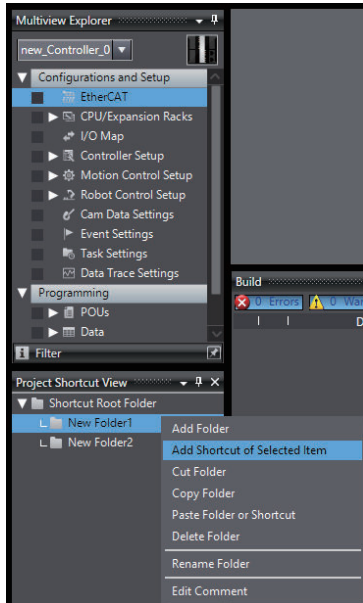 Multiview Explorer
new_Controller_0
Configurations and Setup
EtherCAT
CPU/Expansion Racks
I/O Map
Controller Setup
Motion Control Setup
Robot Control Setup
Cam Data Settings
Event Settings
Task Settings
Data Trace Settings
Programming
POUs
Data
Filter
Build
0 Errors 0 War
D
Project Shortcut View
Shortcut Root Folder
New Folder1
New Folder2
Add Folder
Add Shortcut of Selected Item
Cut Folder
Copy Folder
Paste Folder or Shortcut
Delete Folder
Rename Folder
Edit Comment